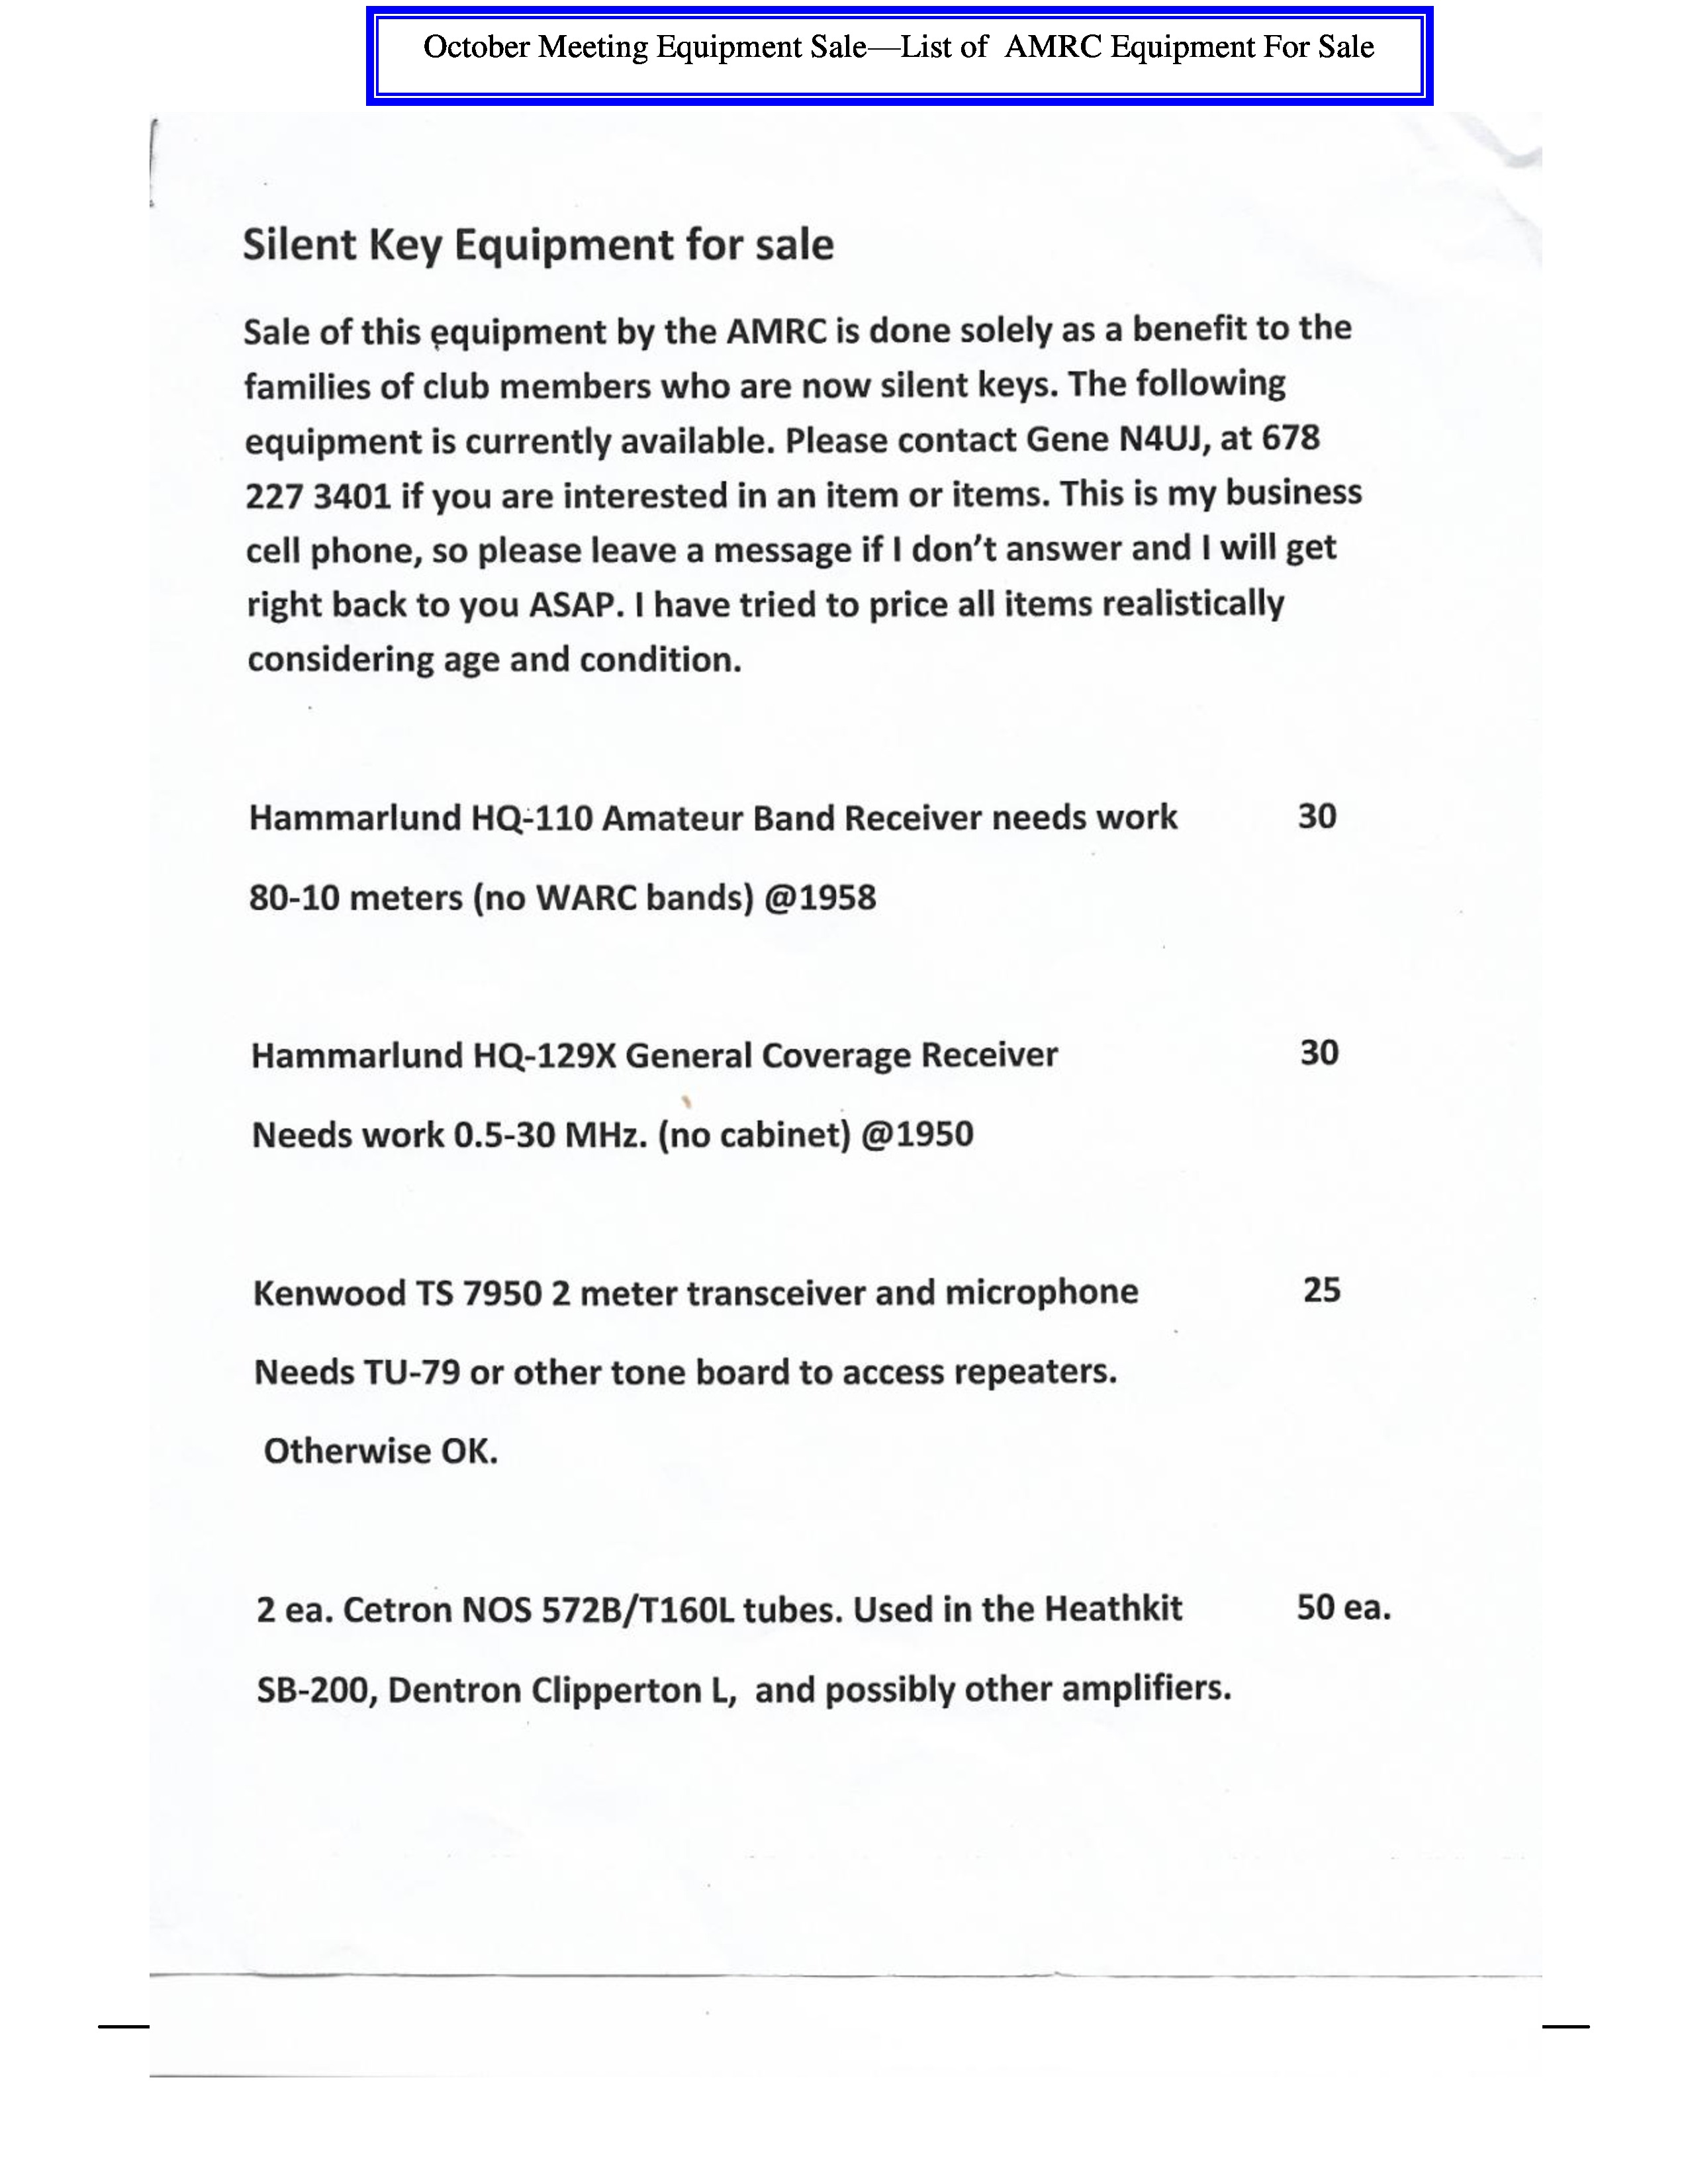 October Meeting Equipment Sale—List of AMRC Equipment For Sale
Silent Key Equipment for sale
Sale of this equipment by the AMRC is done solely as a benefit to the
families of club members who are now silent keys. The following
equipment is currently available. Please contact Gene N4UJ, at 678
227 3401 if you are interested in an item or items. This is my business
cell phone, so please leave a message if I don't answer and I will get
right back to you ASAP. I have tried to price all items realistically
considering age and condition.
Hammarlund HQ-110 Amateur Band Receiver needs work 30
80-10 meters (no WARC bands) @1958
Hammarlund HQ-129X General Coverage Receiver 30
Needs work 0.5-30 MHz. (no cabinet) @1950
Kenwood TS 7950 2 meter transceiver and microphone 25
Needs TU-79 or other tone board to access repeaters.
Otherwise OK.
2 ea. Cetron NOS 572B/T160L tubes. Used in the Heathkit 50 ea.
SB-200, Dentron Clipperton L, and possibly other amplifiers.